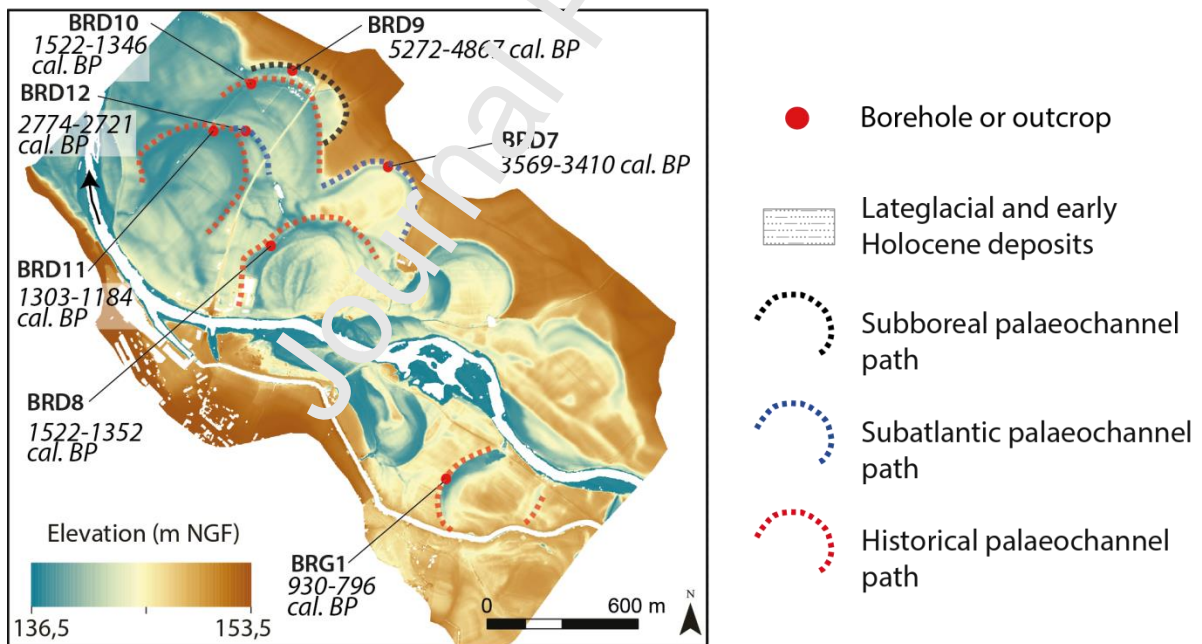 BRD10
1522-1346
cal. BP
BRD9
5272-4867 cal. BP
BRD12
2774-2721
cal. BP
BRD7
3569-3410 cal. BP
BRD11
1303-1184
cal. BP
BRD8
1522-1352
cal. BP
BRG1
930-796
cal. BP
Elevation (m NGF)
136,5
153,5
0
600 m
N
Journal
Borehole or outcrop
Lateglacial and early
Holocene deposits
Subboreal palaeochannel
path
Subatlantic palaeochannel
path
Historical palaeochannel
path